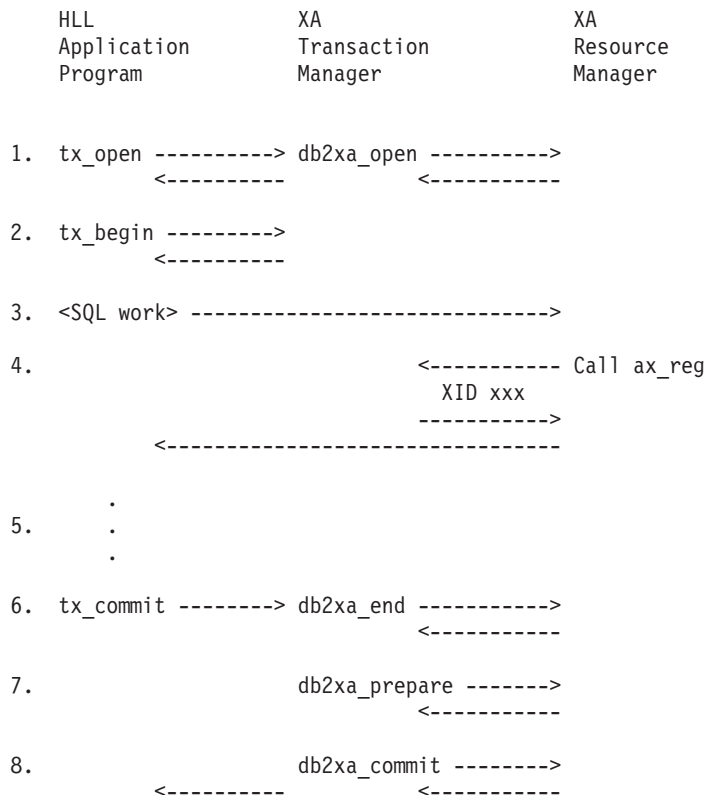 HLL XA XA
Application Transaction Resource
Program Manager Manager
1. tx_open ----------> db2xa_open ---------->
<---------- <-----------
2. tx_begin --------->
<----------
3. <SQL work> ------------------------------>
4. <----------- Call ax_reg
XID xxx
----------->
<---------------------------------
.
5. .
.
6. tx_commit --------> db2xa_end ----------->
<-----------
7. db2xa_prepare ------->
<-----------
8. db2xa_commit -------->
<---------- <-----------